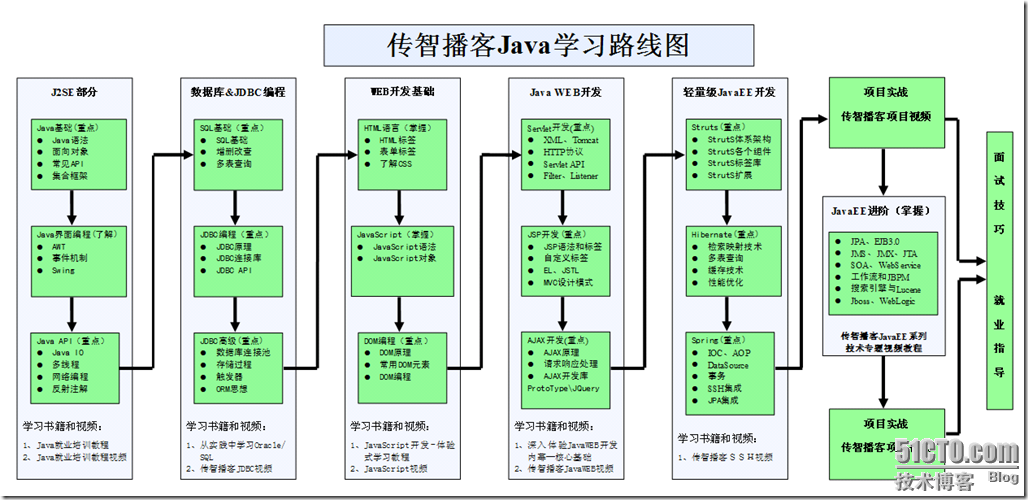 传智播客Java学习路线图
J2SE部分
Java基础(重点)
● Java语法
● 面向对象
● 常见API
● 集合框架
Java界面编程(了解)
● AWT
● 事件机制
● Swing
Java API（重点）
● Java IO
● 多线程
● 网络编程
● 反射注解
学习书籍和视频:
1、Java就业培训教程
2、Java就业培训教程视频
数据库&JDBC编程
SQL基础（重点）
● SQL基础
● 增删改查
● 多表查询
JDBC编程（重点）
● JDBC原理
● JDBC连接库
● JDBC API
JDBC高级(重点)
● 数据库连接池
● 存储过程
● 触发器
● ORM思想
学习书籍和视频:
1、从实践中学习Oracle/
SQL
2、传智播客JDBC视频
WEB开发基础
HTML语言（掌握）
● HTML标签
● 表单标签
● 了解CSS
JavaScript（掌握）
● JavaScript语法
● JavaScript对象
DOM编程（重点）
● DOM原理
● 常用DOM元素
● DOM编程
学习书籍和视频:
1、JavaScript开发-体验
式学习教程
2、JavaScript视频
Java WEB开发
Servlet开发(重点)
● XML、Tomcat
● HTTP协议
● Servlet API
● Filter、Listener
JSP开发(重点)
● JSP语法和标签
● 自定义标签
● EL、JSTL
● MVC设计模式
AJAX开发(重点)
● AJAX原理
● 请求响应处理
● AJAX开发库
ProtoType\JQuery
学习书籍和视频:
1、深入体验JavaWEB开发
内幕—核心基础
2、传智播客JavaWEB视频
轻量级JavaEE开发
Struts(重点)
● StrutS体系架构
● StrutS各个组件
● StrutS标签库
● StrutS扩展
Hibernate(重点)
● 检索映射技术
● 多表查询
● 缓存技术
● 性能优化
Spring(重点)
● IOC、AOP
● DataSource
● 事务
● SSH集成
● JPA集成
学习书籍和视频:
1、传智播客ＳＳＨ视频
项目实战
传智播客项目视频
JavaEE进阶（掌握）
● JPA、EJB3.0
● JMS、JMX、JTA
● SOA、WebService
● 工作流和JBPM
● 搜索引擎与Lucene
● Jboss、WebLogic
传智播客JavaEE系列
技术专题视频教程
项目实战
传智播客项目
面试技巧
就业指导
51CTO.com
技术博客 Blog